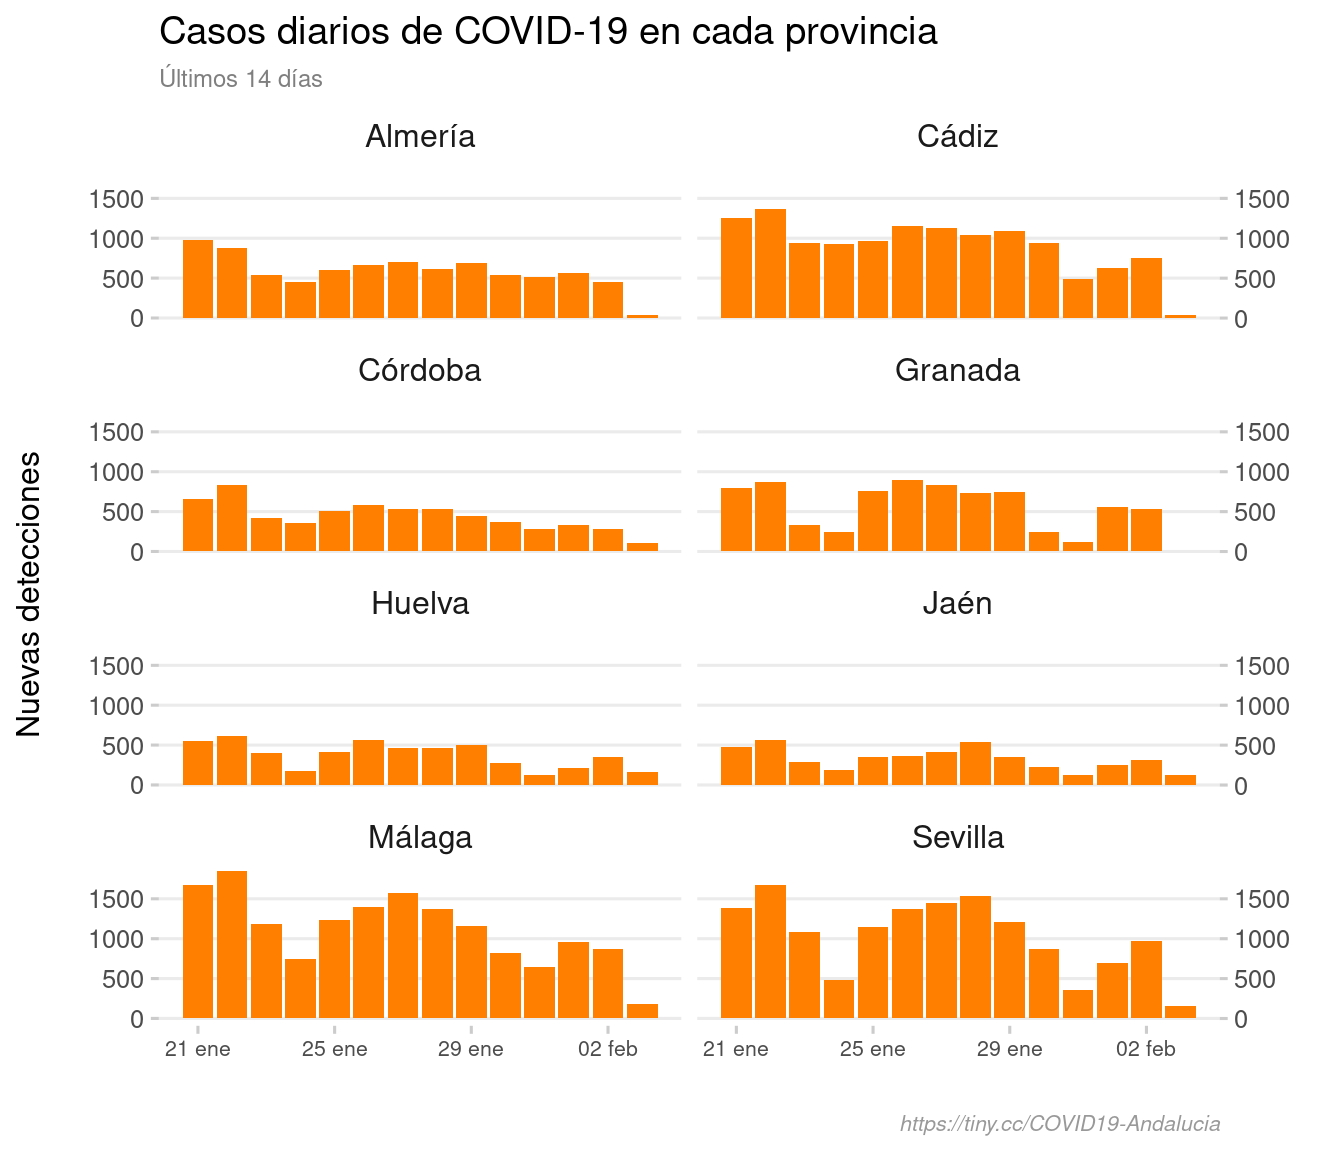 Casos diarios de COVID-19 en cada provincia
Últimos 14 días
Nuevas detecciones
Almería
Cádiz
1500
1000
500
0
1500
1000
500
0
Córdoba
Granada
1500
1000
500
0
1500
1000
500
0
Huelva
Jaén
1500
1000
500
0
1500
1000
500
0
Málaga
Sevilla
1500
1000
500
0
1500
1000
500
0
21 ene 25 ene 29 ene 02 feb
21 ene 25 ene 29 ene 02 feb
https://tiny.cc/COVID19-Andalucia